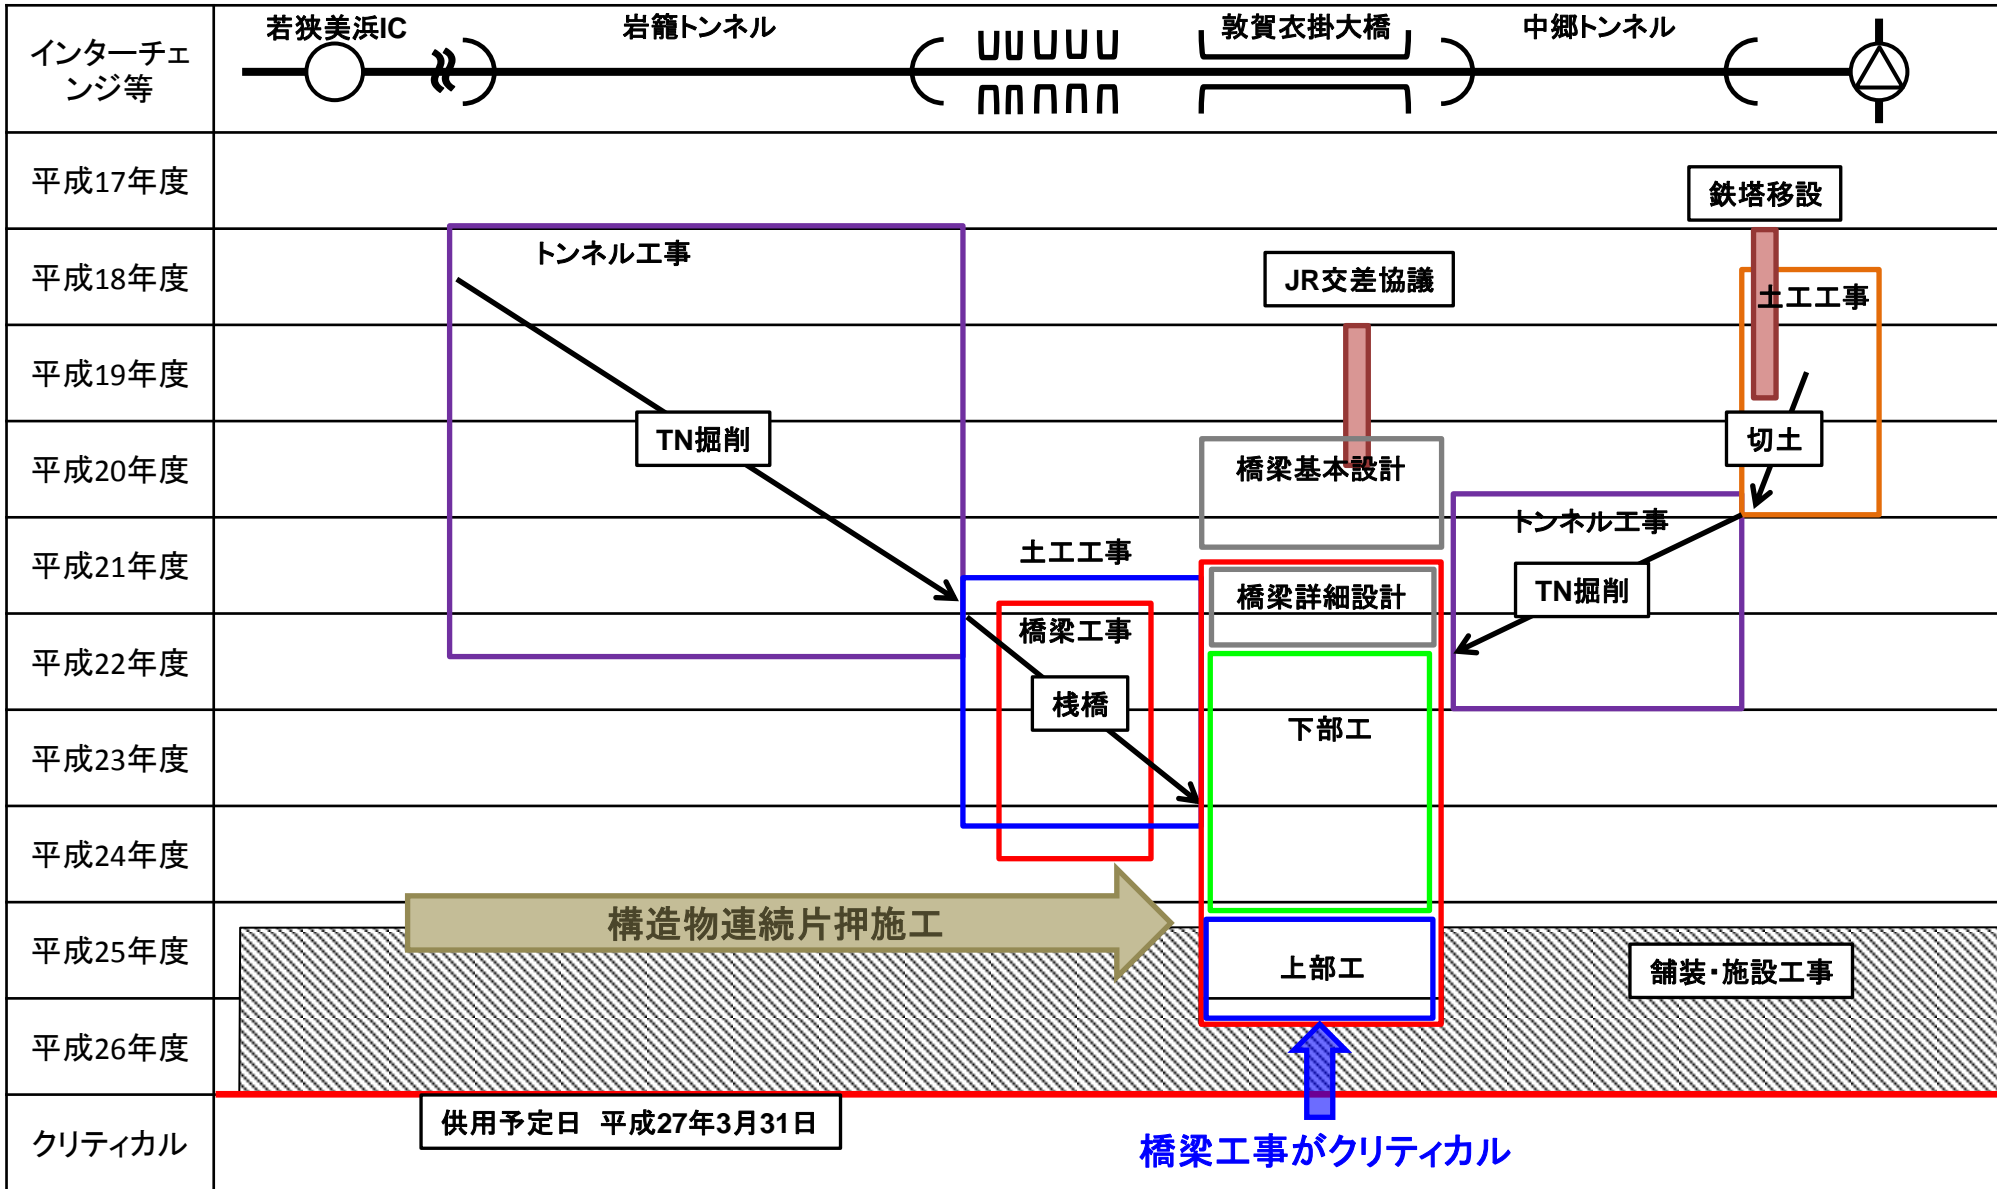 インターチェ
ンジ等
若狭美浜IC
岩籠トンネル
敦賀衣掛大橋
中郷トンネル
平成17年度
鉄塔移設
平成18年度
トンネル工事
JR交差協議
土工工事
平成19年度
TN掘削
切土
平成20年度
橋梁基本設計
トンネル工事
平成21年度
土工工事
橋梁詳細設計
TN掘削
平成22年度
橋梁工事
桟橋
下部工
平成23年度
平成24年度
構造物連続片押施工
平成25年度
上部工
舗装・施設工事
平成26年度
供用予定日 平成27年3月31日
クリティカル
橋梁工事がクリティカル